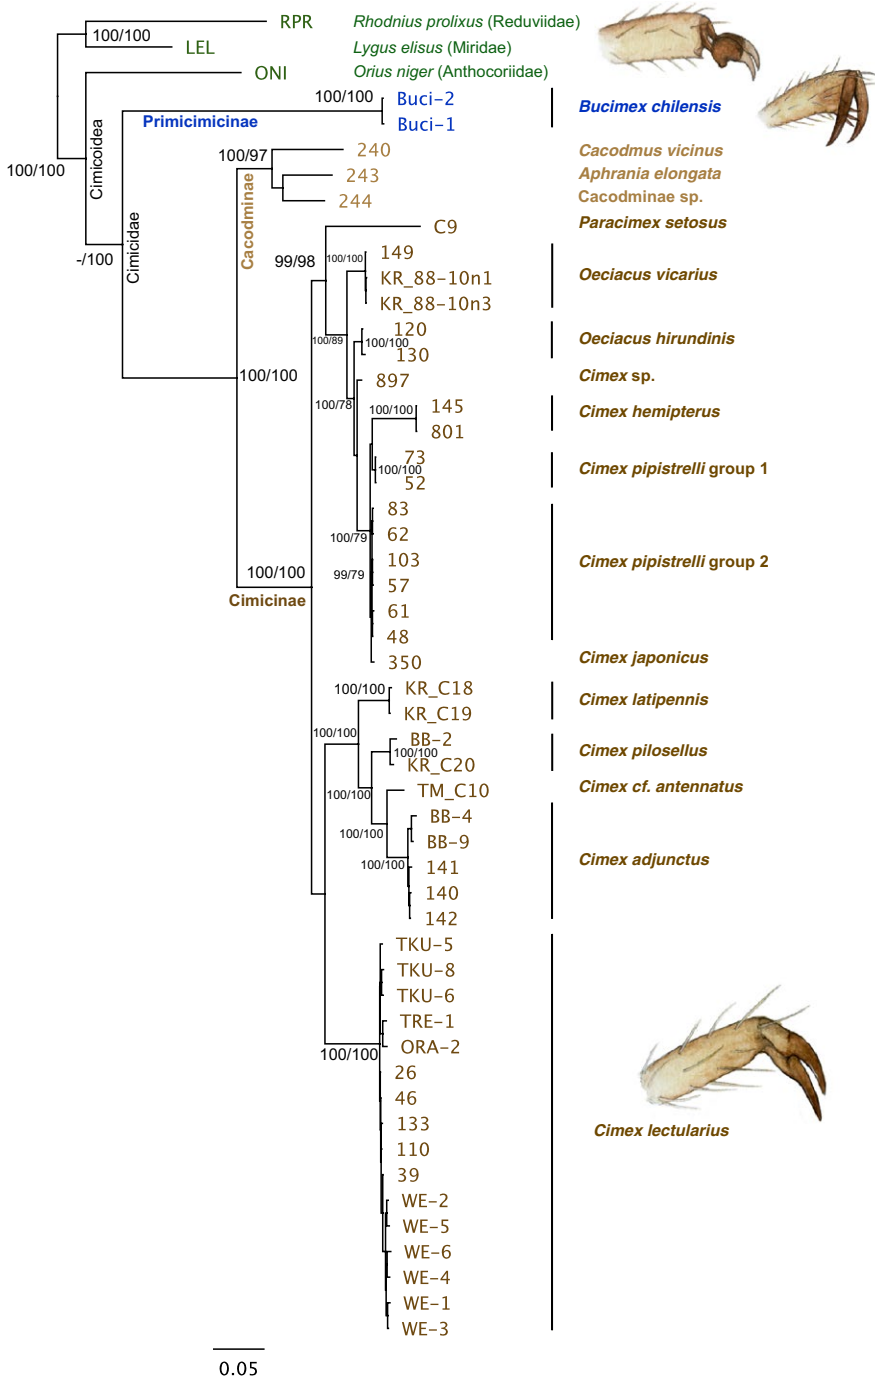 RPR Rhodnius prolixus (Reduviidae)
100/100
LEL Lygus elisus (Miridae)
ONI Orius niger (Anthocoriidae)
100/100 Buci-2
Bucimex chilensis
Primicimicinae Buci-1
Cimicoidea
100/97 240 Cacodmus vicinus
100/100
243 Aphrania elongata
244 Cacodminae sp.
Cacodminae
Cimicidae
C9 Paracimex setosus
-/100
99/98 100/100 149
KR_88-10n1 Oeciacus vicarius
KR_88-10n3
120
100/89 100/100 Oeciacus hirundinis
130
100/100 897 Cimex sp.
100/78 100/100 145
Cimex hemipterus
801
73
100/100 Cimex pipistrelli group 1
52
83
62
100/79
103 Cimex pipistrelli group 2
99/79
100/100 57
Cimicinae
61
48
350 Cimex japonicus
100/100 KR_C18
Cimex latipennis
KR_C19
100/100
BB-2
100/100 Cimex pilosellus
KR_C20
100/100 TM_C10 Cimex cf. antennatus
BB-4
100/100
BB-9
100/100 Cimex adjunctus
141
140
142
TKU-5
TKU-8
TKU-6
TRE-1
100/100 ORA-2
26
46
133
Cimex lectularius
110
39
WE-2
WE-5
WE-6
WE-4
WE-1
WE-3
0.05